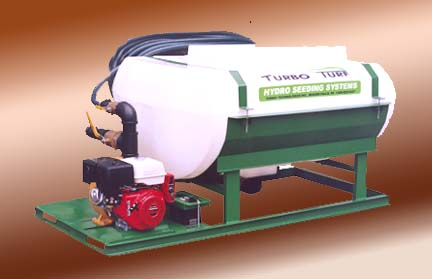 TURBO TURF
HYDRO SEEDING SYSTEMS